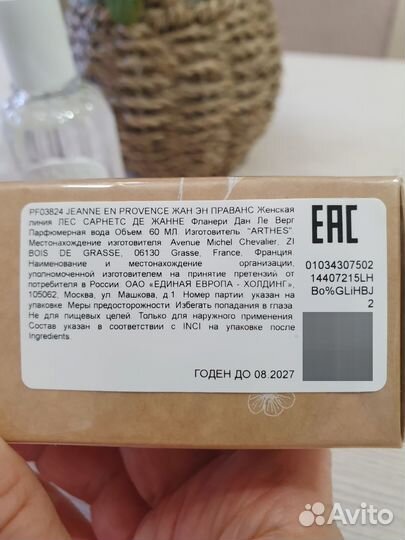 PF03824 JEANNE EN PROVENCE ЖАН ЭН ПРАВАНС Женская
линия ЛЕС САРНЕТС ДЕ ЖАННЕ Фланери Дан Ле Верг
Парфюмерная вода Объем 60 МЛ Изготовитель "ARTHES"
Местонахождение изготовителя Avenue Michel Chevalier, ZI
BOIS DE GRASSE, 06130 Grasse, France, Франция
Наименование и местонахождение организации,
уполномоченной изготовителем на принятие претензий от
потребителя в России: ОАО «ЕДИНАЯ ЕВРОПА - ХОЛДИНГ»,
105062, Москва, ул. Машкова, д.1. Номер партии указан на
упаковке. Меры предосторожности: Избегать попадания в глаза.
Не для пищевых целей. Только для наружного применения
Состав указан в соответствии с INCI на упаковке после
Ingredients
ГОДЕН ДО 08.2027
EAC
01034307502
14407215LH
Bo%GLiHBJ
2
Avito